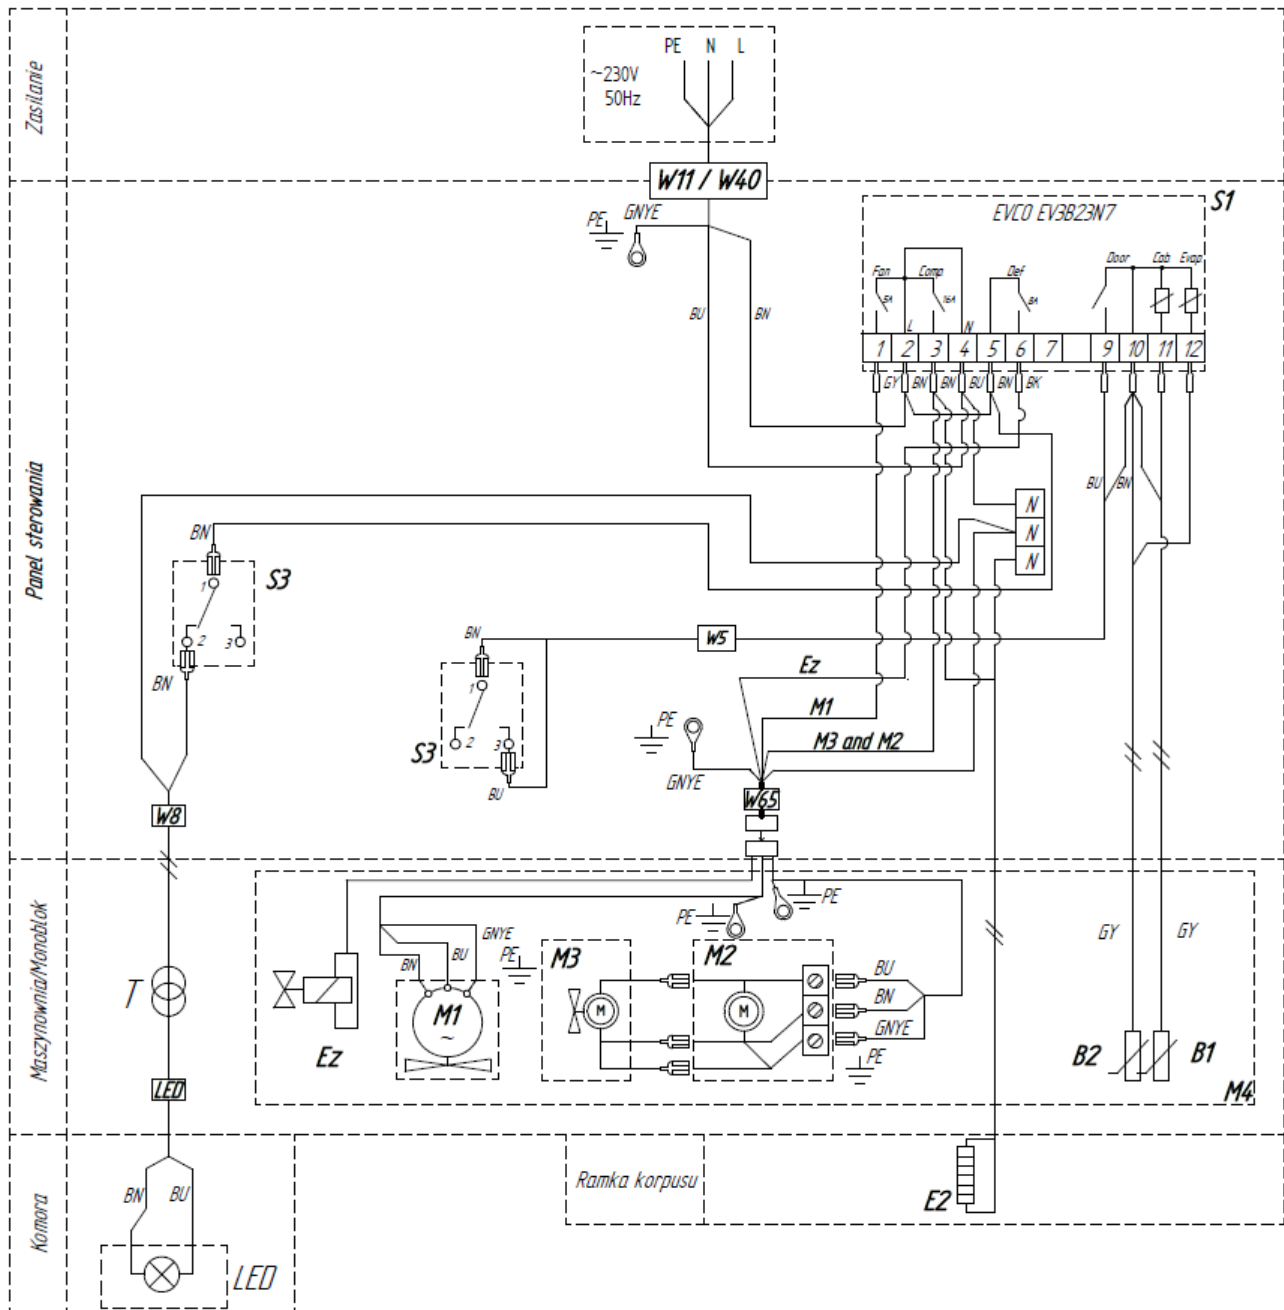 Zasilanie
PE N L
~230V
50Hz
W11 / W40
PE
GNYE
EVCO EV3B23N7
S1
Fan
Comp
Def
Door
Cab
Evap
5A
16A
8A
L
N
1 2 3 4 5 6 7 9 10 11 12
GY BN BN BU BN BK
BU
BN
Panel sterowania
BU
BN
N
N
N
BN
S3
1
2
3
BN
BN
W5
1
2
3
S3
BU
Ez
M1
M3 and M2
PE
GNYE
W65
W8
Maszynownia/Monoblok
PE
PE
GNYE
BU
BN
PE
M3
M2
M
M
BU
BN
GNYE
PE
GY
GY
T
Ez
M1
~
B2
B1
M4
LED
Komora
BN
BU
LED
Ramka korpusu
E2